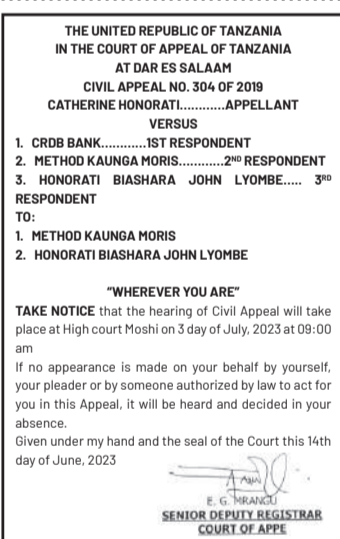 THE UNITED REPUBLIC OF TANZANIA
IN THE COURT OF APPEAL OF TANZANIA
AT DAR ES SALAAM
CIVIL APPEAL NO. 304 OF 2019
CATHERINE HONORATI............APPELLANT
VERSUS
1. CRDB BANK............1ST RESPONDENT
2. METHOD KAUNGA MORIS............2ND RESPONDENT
3. HONORATI BIASHARA JOHN LYOMBE..... 3RD
RESPONDENT
TO:
1. METHOD KAUNGA MORIS
2. HONORATI BIASHARA JOHN LYOMBE
“WHEREVER YOU ARE”
TAKE NOTICE that the hearing of Civil Appeal will take
place at High court Moshi on 3 day of July, 2023 at 09:00
am
If no appearance is made on your behalf by yourself,
your pleader or by someone authorized by law to act for
you in this Appeal, it will be heard and decided in your
absence.
Given under my hand and the seal of the Court this 14th
day of June, 2023
E. G. MRANGU
SENIOR DEPUTY REGISTRAR
COURT OF APPE